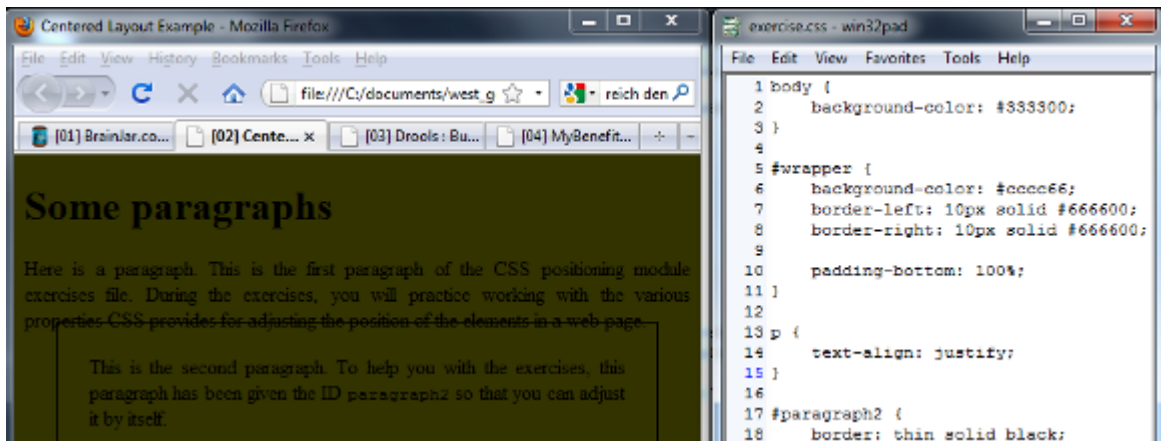 Centered Layout Example - Mozilla Firefox
File Edit View History Bookmarks Tools Help
file:///C:/documents/west_g
reich den
[01] BrainJar.co...
[02] Cente... x
[03] Drools : Bu...
[04] MyBenefit...
Some paragraphs
Here is a paragraph. This is the first paragraph of the CSS positioning module
exercises file. During the exercises, you will practice working with the various
properties CSS provides for adjusting the position of the elements in a web page.
This is the second paragraph. To help you with the exercises, this
paragraph has been given the ID paragraph2 so that you can adjust
it by itself.
exercise.css - win32pad
File Edit View Favorites Tools Help
1 body {
2 background-color: #333300;
3 }
4
5 #wrapper {
6 background-color: #cccc66;
7 border-left: 10px solid #666600;
8 border-right: 10px solid #666600;
9
10 padding-bottom: 100%;
11 }
12
13 p {
14 text-align: justify;
15 }
16
17 #paragraph2 {
18 border: thin solid black;